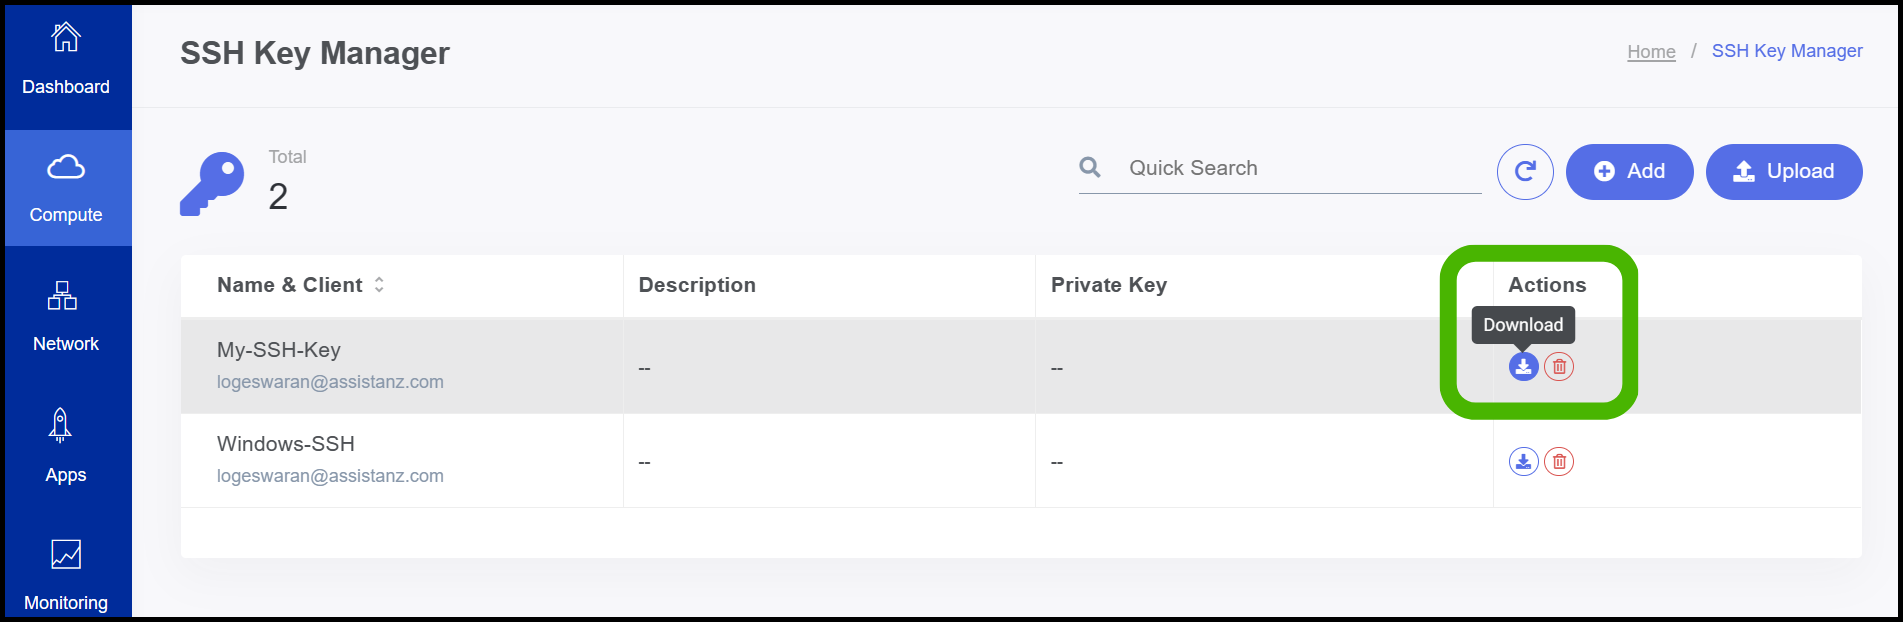 Dashboard
Compute
Network
Apps
Monitoring
SSH Key Manager
Home / SSH Key Manager
Total
2
Quick Search
Add
Upload
Name & Client
Description
Private Key
Actions
Download
My-SSH-Key
logeswaran@assistanz.com
--
--
Windows-SSH
logeswaran@assistanz.com
--
--